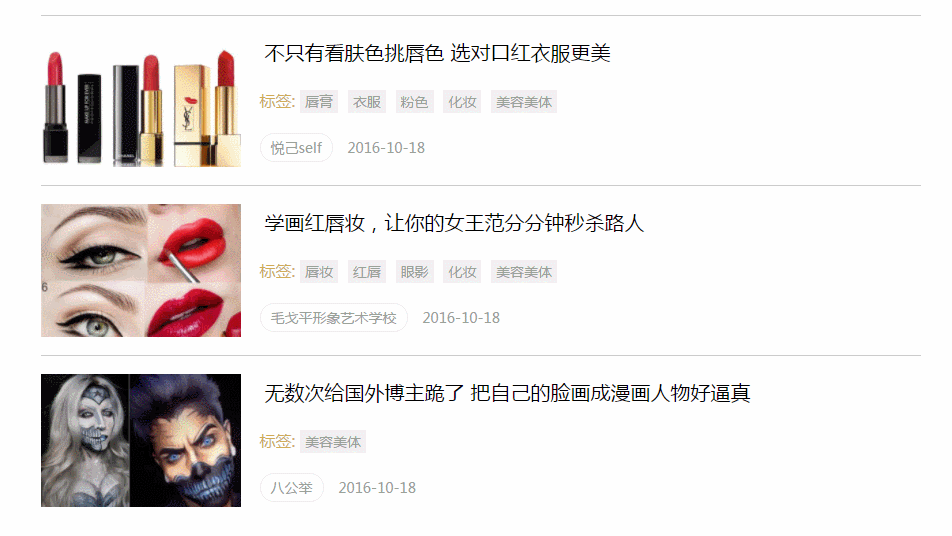 不只有看肤色挑唇色 选对口红衣服更美
标签: 唇膏 衣服 粉色 化妆 美容美体
悦己self 2016-10-18
学画红唇妆，让你的女王范分分钟秒杀路人
标签: 唇妆 红唇 眼影 化妆 美容美体
6
毛戈平形象艺术学校 2016-10-18
无数次给国外博主跪了 把自己的脸画成漫画人物好逼真
标签: 美容美体
八公举 2016-10-18